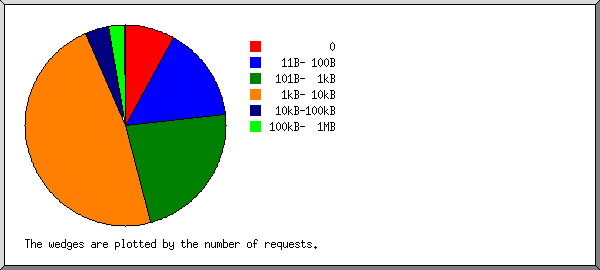 0
11B- 100B
101B- 1kB
1kB- 10kB
10kB-100kB
100kB- 1MB
The wedges are plotted by the number of requests.